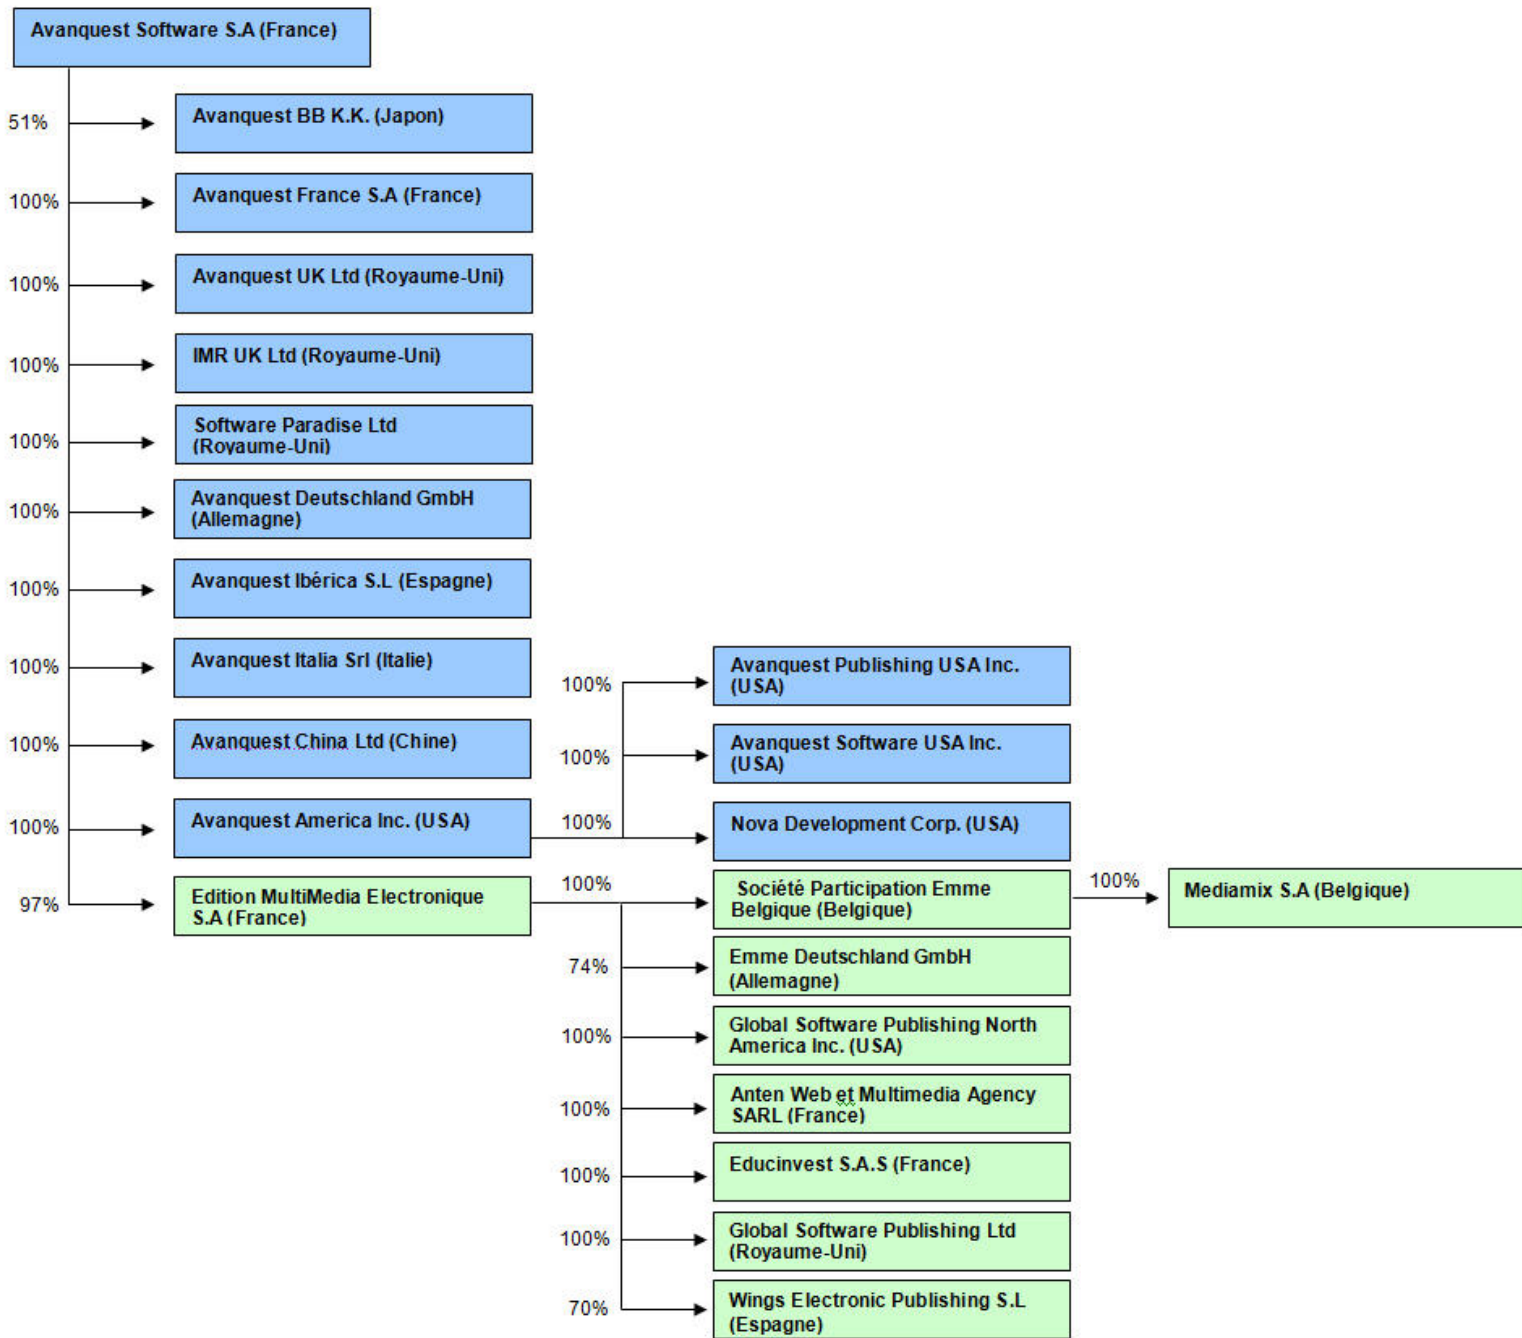 Avanquest Software S.A (France)
51%
Avanquest BB K.K. (Japon)
100%
Avanquest France S.A (France)
100%
Avanquest UK Ltd (Royaume-Uni)
100%
IMR UK Ltd (Royaume-Uni)
100%
Software Paradise Ltd
(Royaume-Uni)
100%
Avanquest Deutschland GmbH
(Allemagne)
100%
Avanquest Ibérica S.L (Espagne)
100%
Avanquest Italia Srl (Italie)
100%
Avanquest Publishing USA Inc.
(USA)
100%
Avanquest China Ltd (Chine)
100%
Avanquest Software USA Inc.
(USA)
100%
Avanquest America Inc. (USA)
100%
Nova Development Corp. (USA)
97%
Edition MultiMedia Electronique
S.A (France)
100%
Société Participation Emme
Belgique (Belgique)
100%
Mediamix S.A (Belgique)
74%
Emme Deutschland GmbH
(Allemagne)
100%
Global Software Publishing North
America Inc. (USA)
100%
Anten Web et Multimedia Agency
SARL (France)
100%
Educinvest S.A.S (France)
100%
Global Software Publishing Ltd
(Royaume-Uni)
70%
Wings Electronic Publishing S.L
(Espagne)